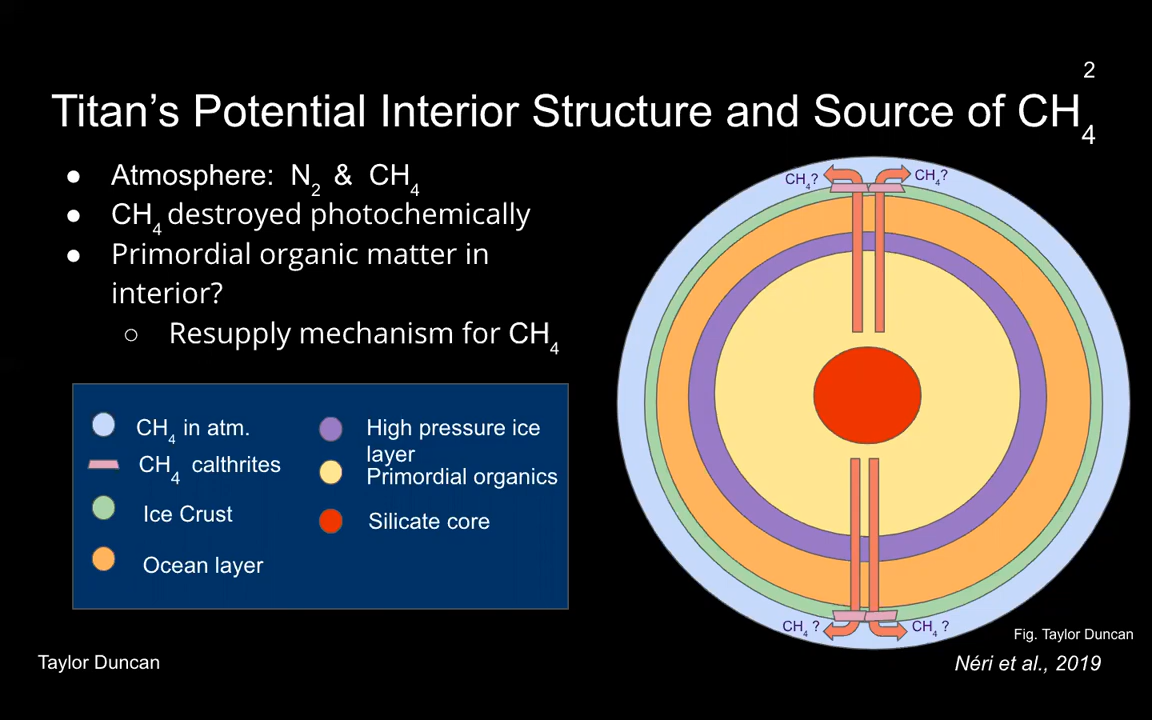 2
Titan's Potential Interior Structure and Source of CH4
● Atmosphere: N2 & CH4
● CH4 destroyed photochemically
● Primordial organic matter in
interior?
○ Resupply mechanism for CH4
CH4 in atm.
CH4 calthrites
Ice Crust
Ocean layer
High pressure ice
layer
Primordial organics
Silicate core
CH4?
CH4?
CH4 ?
CH4 ?
Fig. Taylor Duncan
Taylor Duncan
Néri et al., 2019